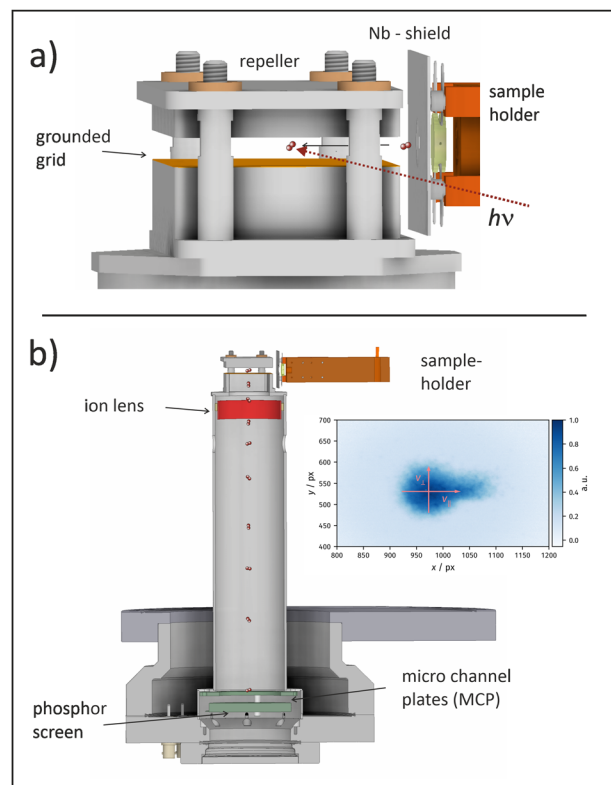 a)
repeller
Nb - shield
sample
holder
grounded
grid
hν
b)
sample-
holder
ion lens
700
650
600
550
500
450
400
y / px
v⊥
v∥
800
850
900
950
1000
1050
1100
1150
1200
x / px
1.0
0.8
0.6
0.4
0.2
0.0
a.u.
micro channel
plates (MCP)
phosphor
screen